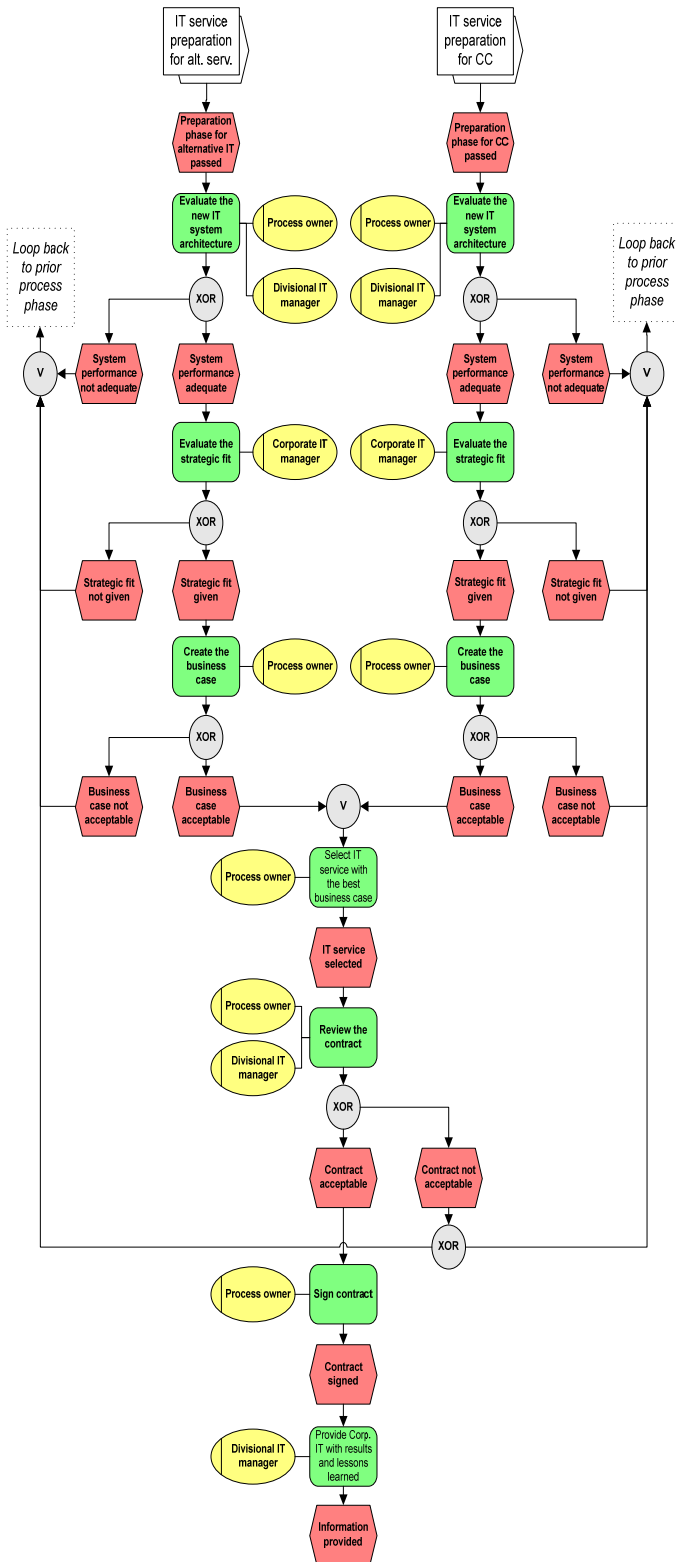 IT service
preparation
for alt. serv.
IT service
preparation
for CC
Preparation
phase for
alternative IT
passed
Preparation
phase for CC
passed
Evaluate the
new IT
system
architecture
Process owner
Process owner
Evaluate the
new IT
system
architecture
Loop back
to prior
process
phase
Divisional IT
manager
Divisional IT
manager
Loop back
to prior
process
phase
XOR
XOR
V
System
performance
not adequate
System
performance
adequate
System
performance
adequate
System
performance
not adequate
V
Evaluate the
strategic fit
Corporate IT
manager
Corporate IT
manager
Evaluate the
strategic fit
XOR
XOR
Strategic fit
not given
Strategic fit
given
Strategic fit
given
Strategic fit
not given
Create the
business
case
Process owner
Process owner
Create the
business
case
XOR
XOR
Business
case not
acceptable
Business
case
acceptable
V
Business
case
acceptable
Business
case not
acceptable
Process owner
Select IT
service with
the best
business case
IT service
selected
Process owner
Divisional IT
manager
Review the
contract
XOR
Contract
acceptable
Contract not
acceptable
XOR
Process owner
Sign contract
Contract
signed
Divisional IT
manager
Provide Corp.
IT with results
and lessons
learned
Information
provided